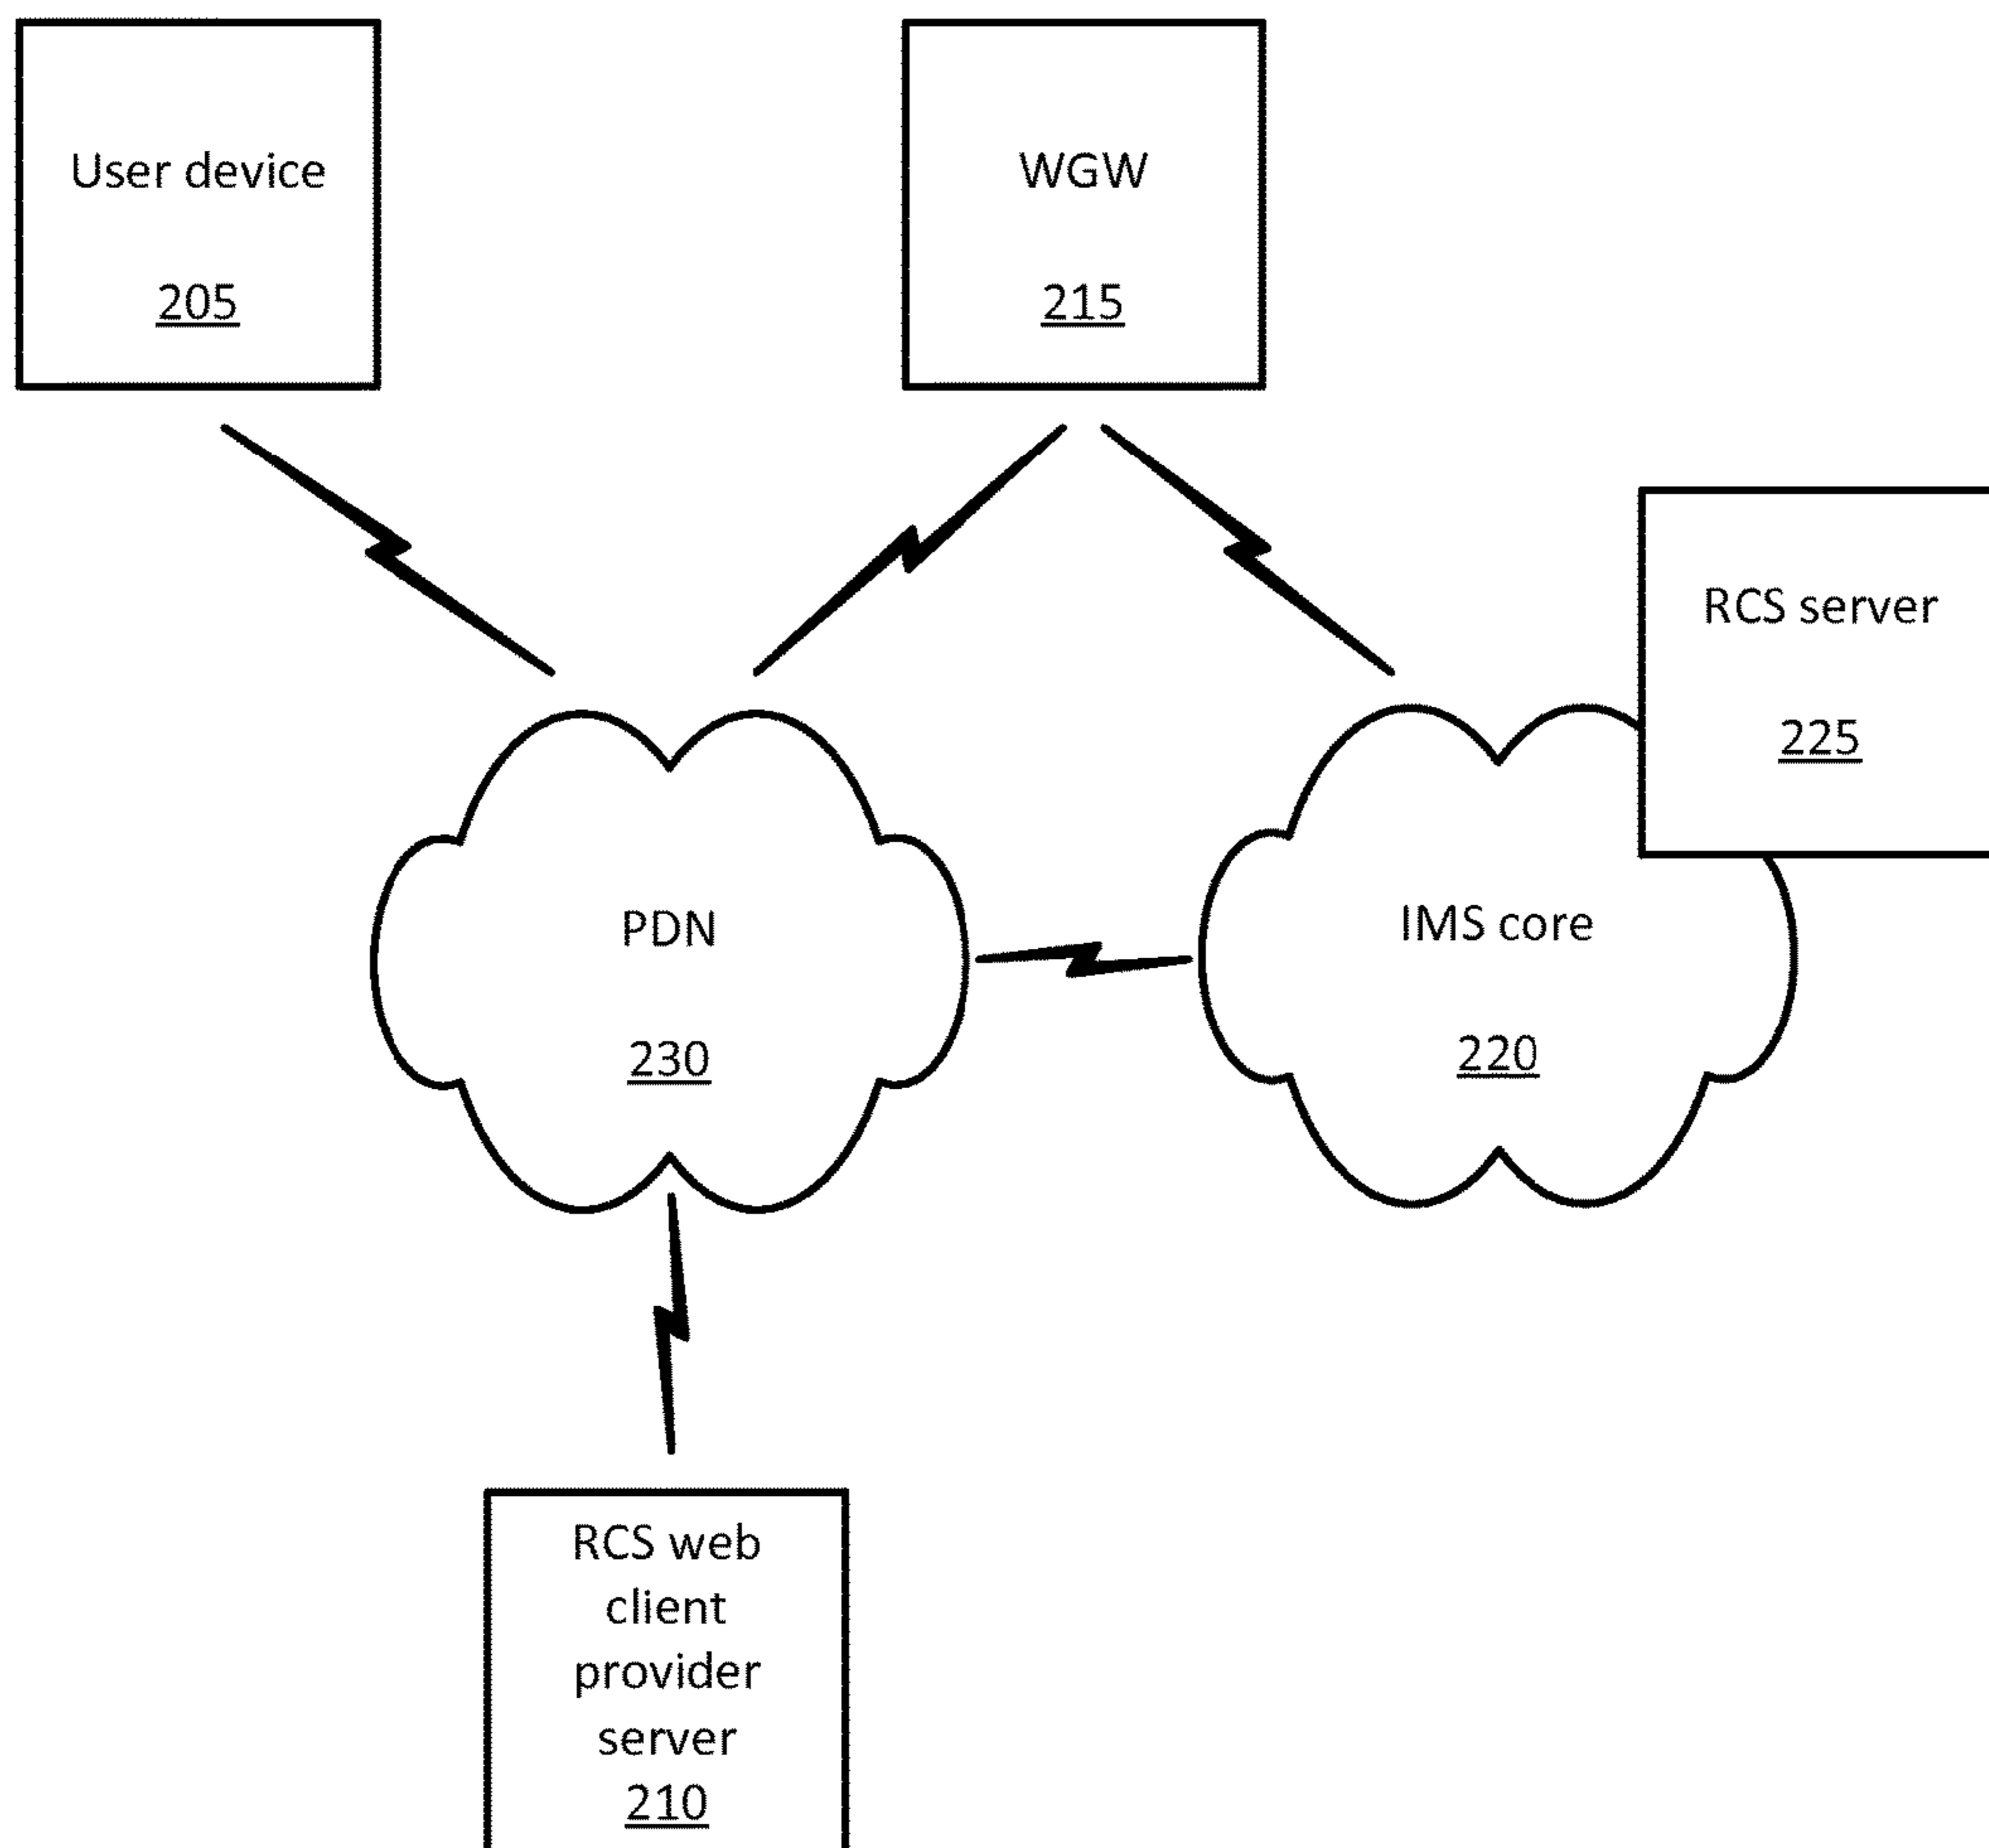 User device
205
WGW
215
RCS server
225
PDN
230
IMS core
220
RCS web
client
provider
server
210